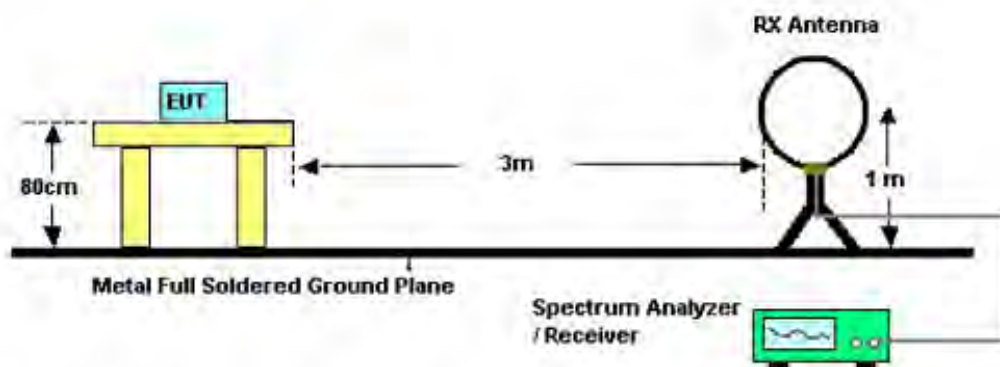 RX Antenna
EUT
80cm
3m
1 m
Metal Full Soldered Ground Plane
Spectrum Analyzer
/ Receiver